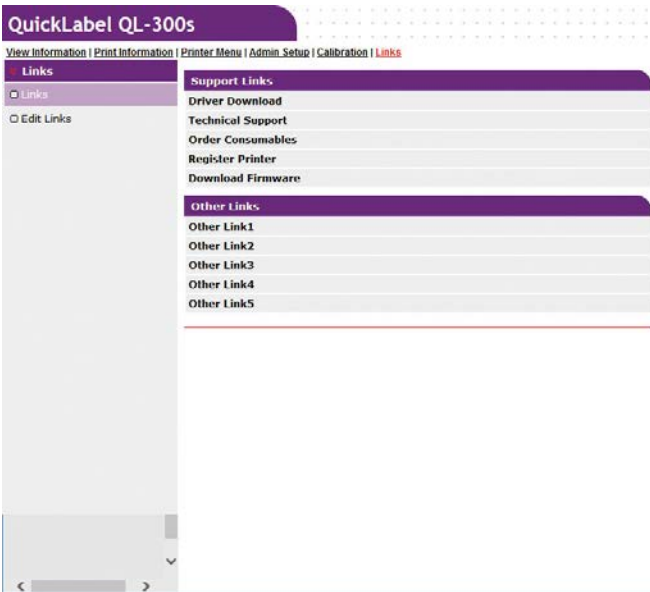 QuickLabel QL-300s
View Information | Print Information | Printer Menu | Admin Setup | Calibration | Links
Links
Links
Edit Links
Support Links
Driver Download
Technical Support
Order Consumables
Register Printer
Download Firmware
Other Links
Other Link1
Other Link2
Other Link3
Other Link4
Other Link5